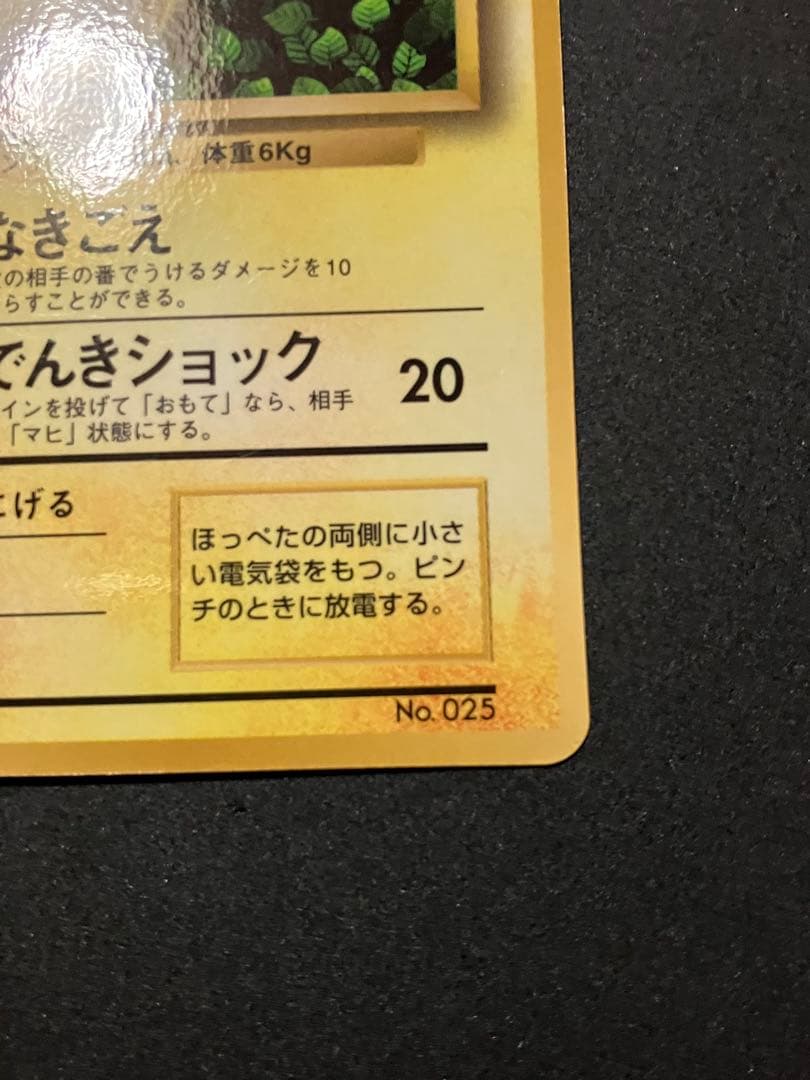 体重6Kg
なきごえ
の相手の番でうけるダメージを10
らすことができる。
でんきショック 20
インを投げて「おもて」なら、相手
「マヒ」状態にする。
にげる
ほっぺたの両側に小さ
い電気袋をもつ。ピン
チのときに放電する。
No. 025